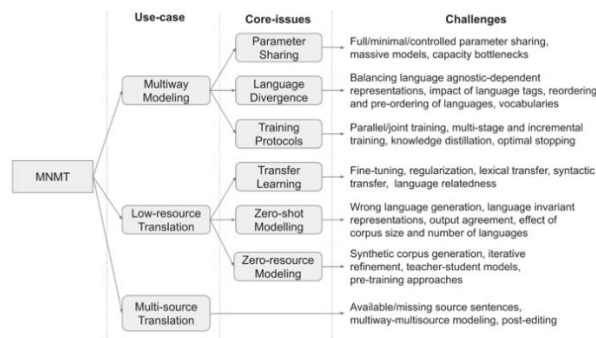 Use-case
Core-issues
Challenges
MNMT
Multiway
Modeling
Parameter
Sharing
Full/minimal/controlled parameter sharing,
massive models, capacity bottlenecks
Language
Divergence
Balancing language agnostic-dependent
representations, impact of language tags, reordering
and pre-ordering of languages, vocabularies
Training
Protocols
Parallel/joint training, multi-stage and incremental
training, knowledge distillation, optimal stopping
Low-resource
Translation
Transfer
Learning
Fine-tuning, regularization, lexical transfer, syntactic
transfer, language relatedness
Zero-shot
Modelling
Wrong language generation, language invariant
representations, output agreement, effect of
corpus size and number of languages
Zero-resource
Modeling
Synthetic corpus generation, iterative
refinement, teacher-student models,
pre-training approaches
Multi-source
Translation
Available/missing source sentences,
multiway-multisource modeling, post-editing